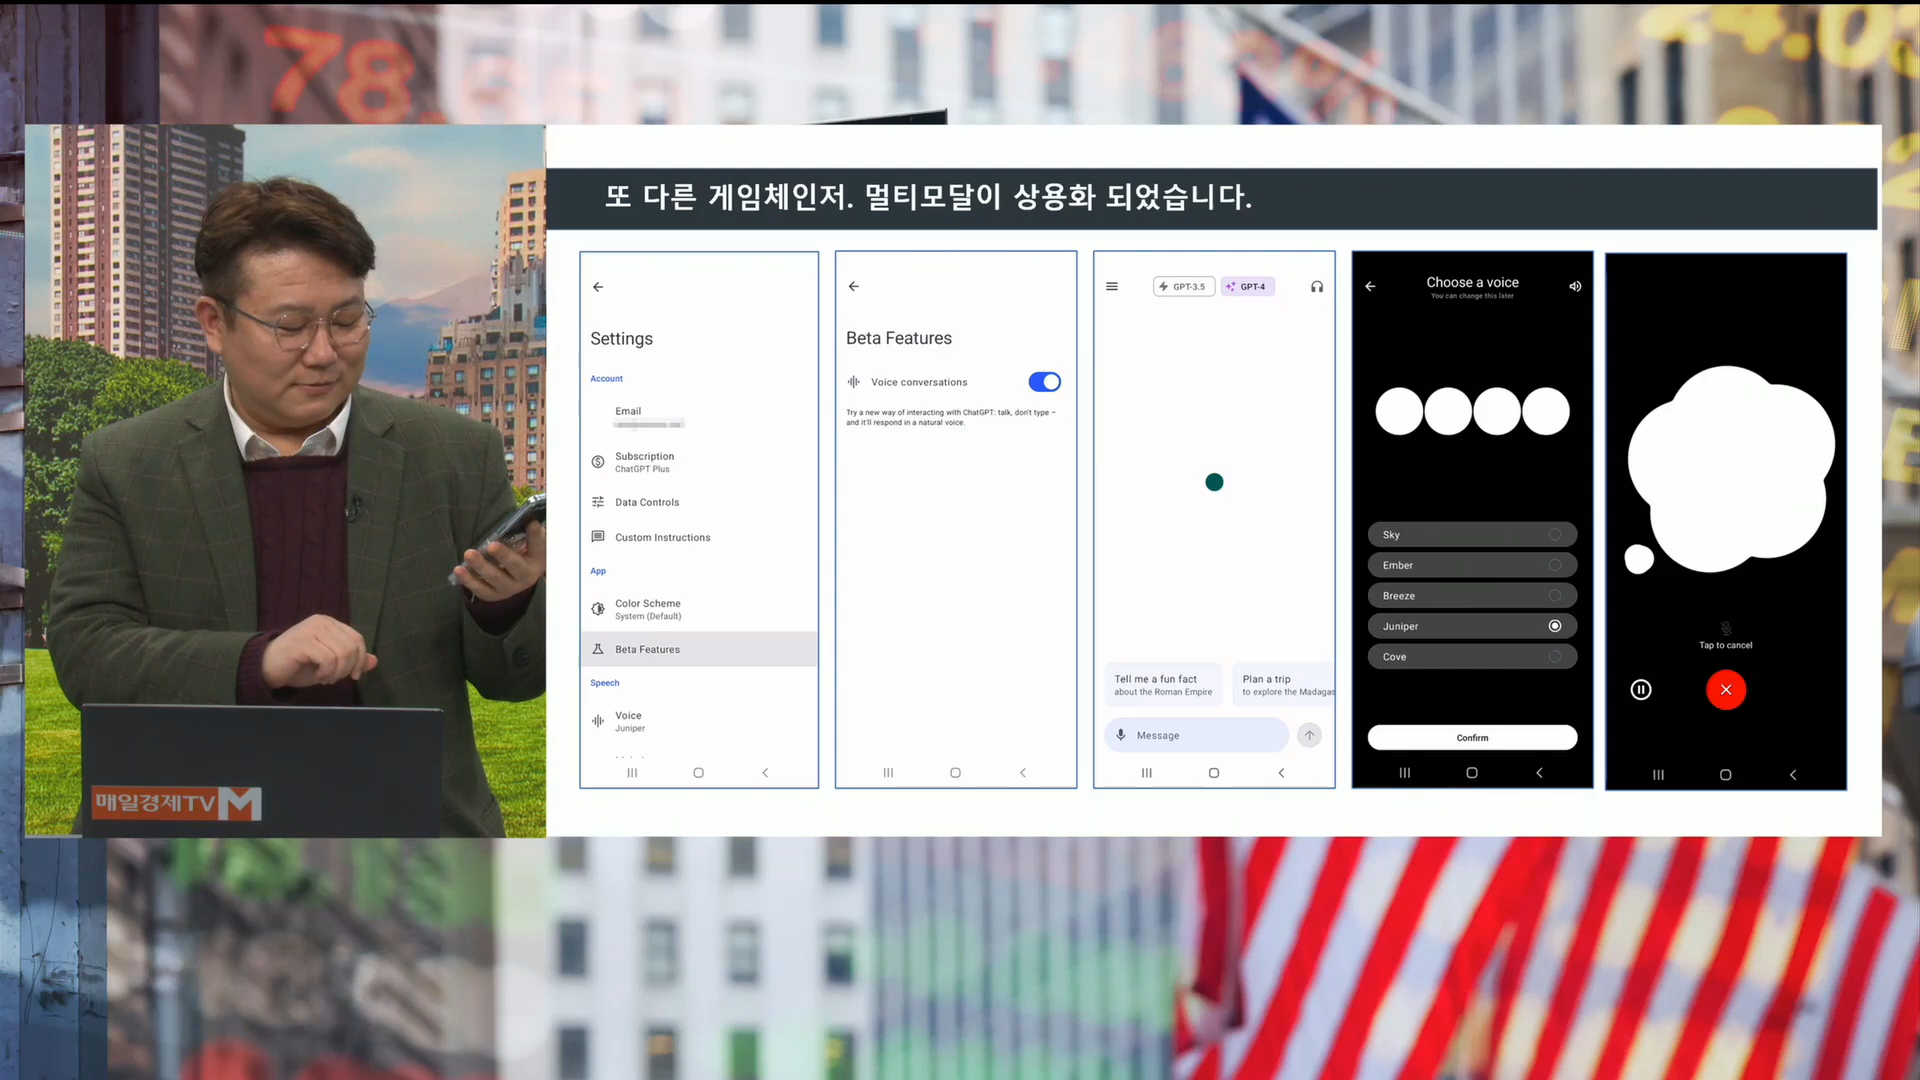 78.
또 다른 게임체인저. 멀티모달이 상용화 되었습니다.
Settings
Account
Email
Subscription
ChatGPT Plus
Data Controls
Custom Instructions
App
Color Scheme
System (Default)
Beta Features
Speech
Voice
Juniper
Beta Features
Voice conversations
Try a new way of interacting with ChatGPT: talk, don't type –
and it'll respond in a natural voice.
GPT-3.5
GPT-4
Tell me a fun fact
about the Roman Empire
Plan a trip
to explore the Madagas
Message
Choose a voice
You can change this later
Sky
Ember
Breeze
Juniper
Cove
Confirm
Tap to cancel
매일경제TV M